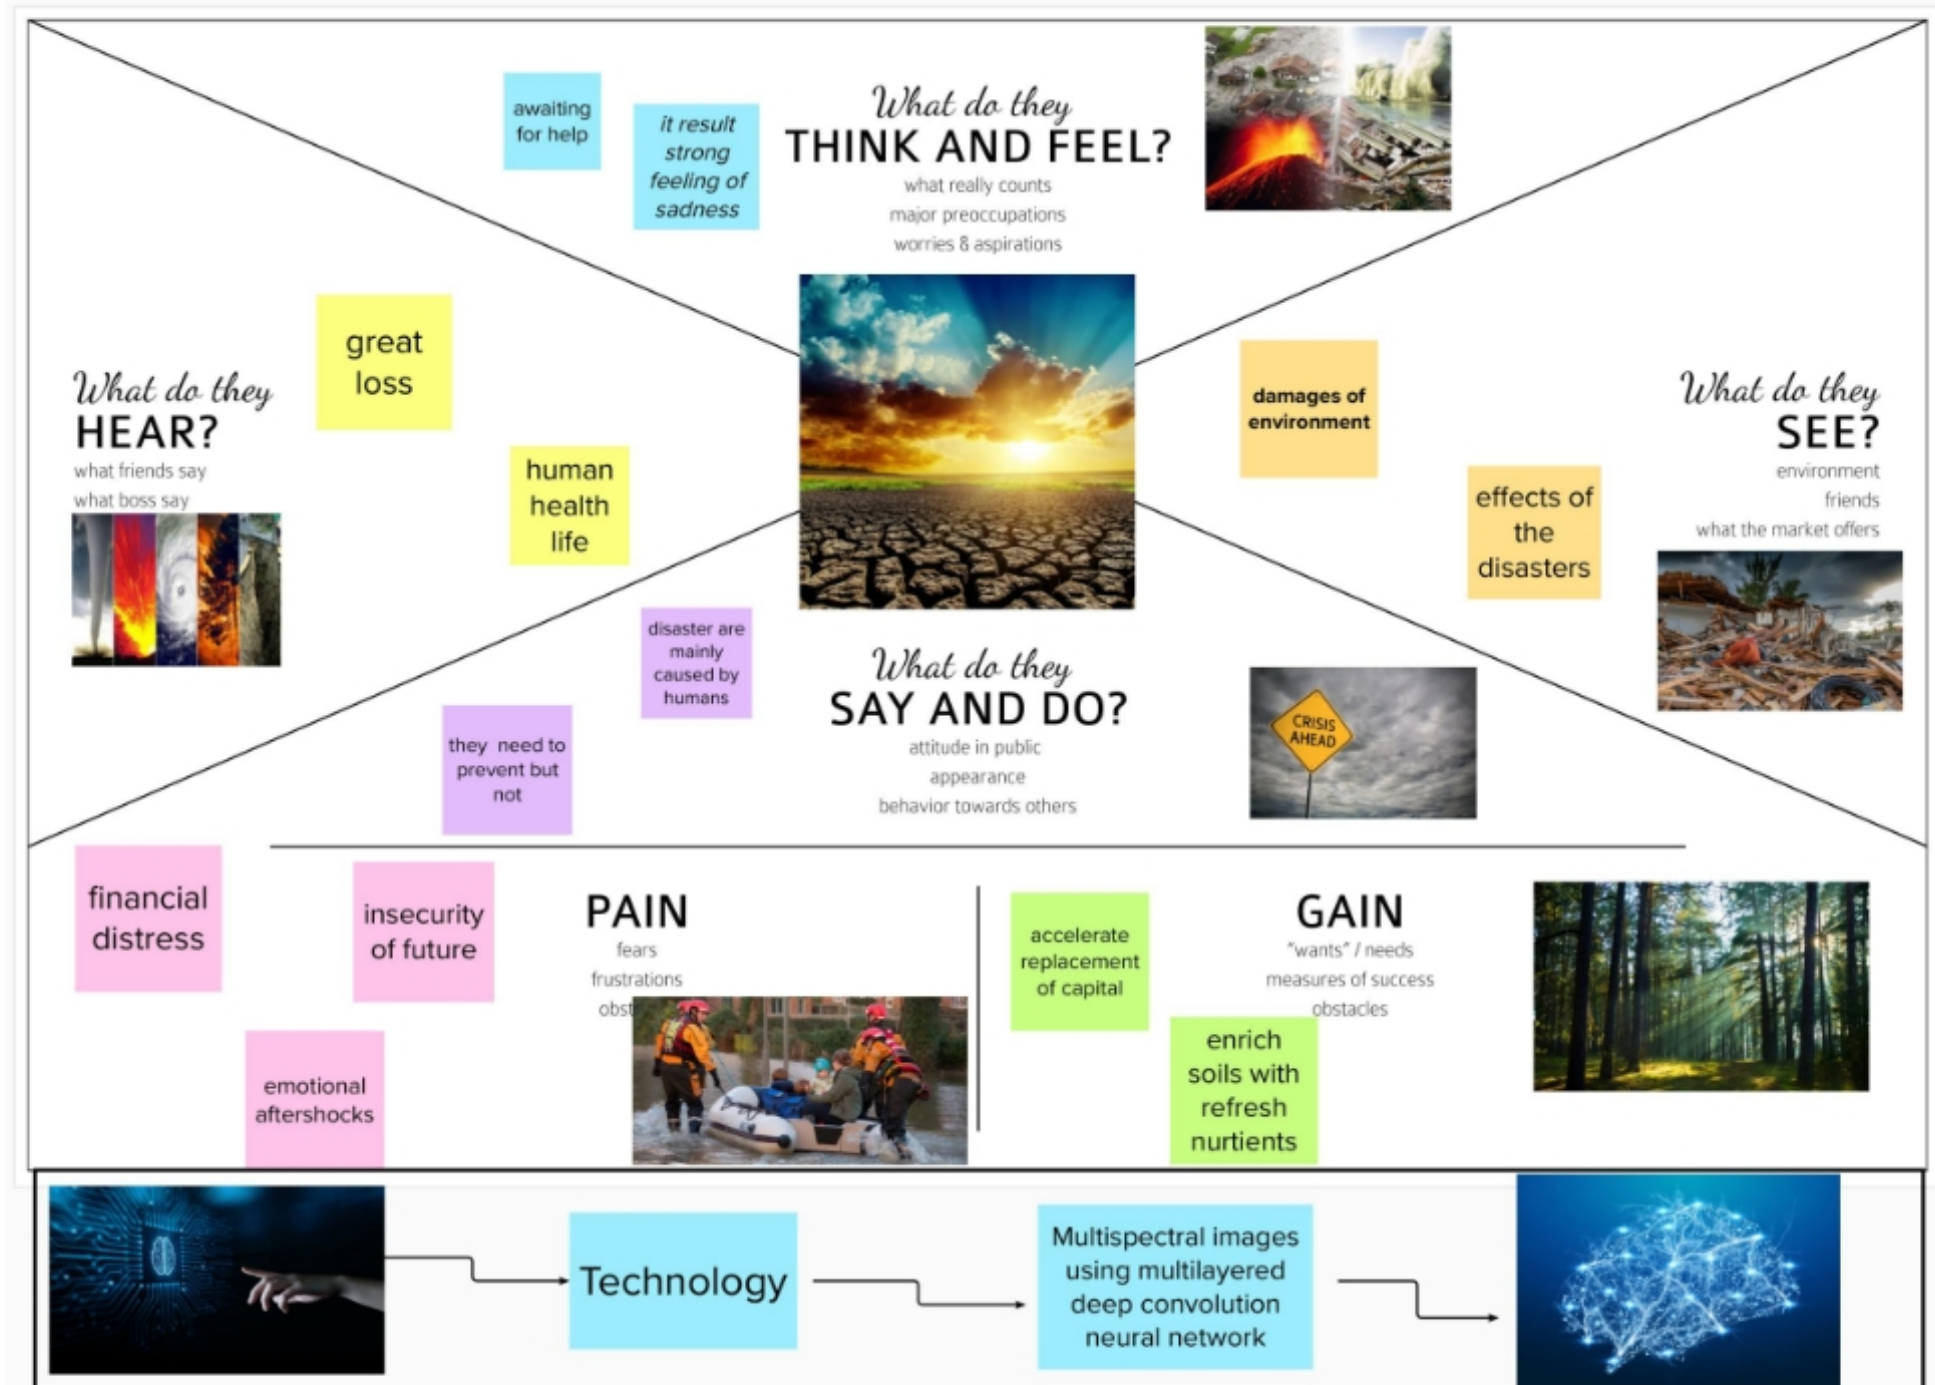 awaiting
for help
it result
strong
feeling of
sadness
What do they
THINK AND FEEL?
what really counts
major preoccupations
worries & aspirations
What do they
HEAR?
what friends say
what boss say
great
loss
human
health
life
damages of
environment
effects of
the
disasters
What do they
SEE?
environment
friends
what the market offers
disaster are
mainly
caused by
humans
they need to
prevent but
not
What do they
SAY AND DO?
attitude in public
appearance
behavior towards others
CRISIS
AHEAD
financial
distress
insecurity
of future
emotional
aftershocks
PAIN
fears
frustrations
obst
accelerate
replacement
of capital
enrich
soils with
refresh
nurtients
GAIN
"wants" / needs
measures of success
obstacles
Technology
Multispectral images
using multilayered
deep convolution
neural network